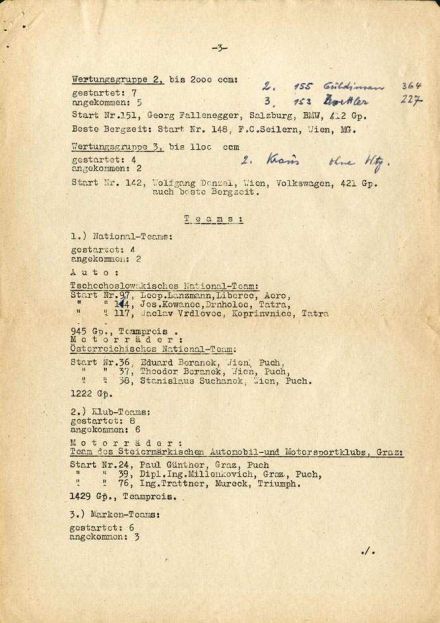 -3-
Wertungsgruppe 2, bis 2000 ccm:
gestartet: 7
angekommen: 5
2. 155 Güldiman 364
3. 153 227
Start Nr.151, Georg Fallenegger, Salzburg, BMW, 412 Gp.
Beste Bergzeit: Start Nr. 148, F.C.Seilern, Wien, MG.
Wertungsgruppe 3, bis 1100 ccm
gestartet: 4
angekommen: 2
2. Kraus ohne Wtg.
Start Nr. 142, Wolfgang Denzel, Wien, Volkswagen, 421 Gp.
auch beste Bergzeit.
T e a m s :
1.) National-Teams:
gestartet: 4
angekommen: 2
A u t o :
Tschechoslowakisches National-Team:
Start Nr.97, Leop.Lanzmann,Liberec, Aero,
" " 114, Jos.Kowanec,Drnholec, Tatra,
" " 117, Jaclav Vrdlovec, Koprinvnice, Tatra
945 Gp., Teampreis .
M o t o r r ä d e r :
Österreichisches National-Team:
Start Nr.36, Eduard Beranek, Wien, Puch,
" " 37, Theodor Beranek, Wien, Puch,
" " 38, Stanislaus Suchanek, Wien, Puch.
1222 Gp.
2.) Klub-Teams:
gestartet: 8
angekommen: 6
M o t o r r ä d e r :
Team des Steiermärkischen Automobil-und Motorsportklubs, Graz:
Start Nr.24, Paul Günther, Graz, Puch
" " 39, Dipl.Ing.Millenkovich, Graz, Puch,
" " 76, Ing.Trattner, Mureck, Triumph.
1429 Gp., Teampreis.
3.) Marken-Teams:
gestartet: 6
angekommen: 3
./.